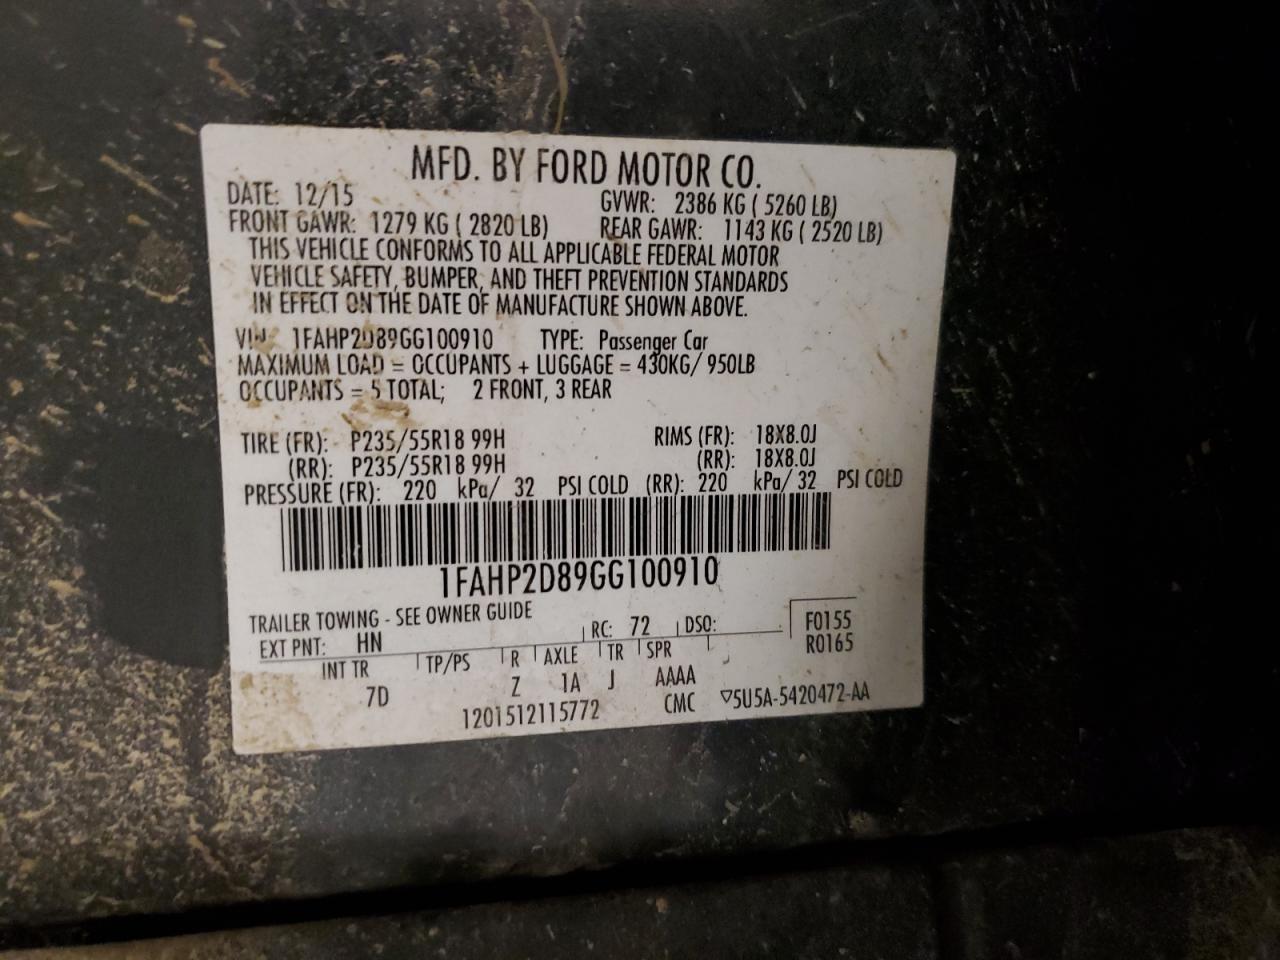 MFD. BY FORD MOTOR CO.
DATE: 12/15 GVWR: 2386 KG ( 5260 LB)
FRONT GAWR: 1279 KG ( 2820 LB) REAR GAWR: 1143 KG ( 2520 LB)
THIS VEHICLE CONFORMS TO ALL APPLICABLE FEDERAL MOTOR
VEHICLE SAFETY, BUMPER, AND THEFT PREVENTION STANDARDS
IN EFFECT ON THE DATE OF MANUFACTURE SHOWN ABOVE.
VIN 1FAHP2D89GG100910 TYPE: Passenger Car
MAXIMUM LOAD = OCCUPANTS + LUGGAGE = 430KG/ 950LB
OCCUPANTS = 5 TOTAL; 2 FRONT, 3 REAR
TIRE (FR): P235/55R18 99H RIMS (FR): 18X8.0J
(RR): P235/55R18 99H (RR): 18X8.0J
PRESSURE (FR): 220 kPa/ 32 PSI COLD (RR): 220 kPa/ 32 PSI COLD
1FAHP2D89GG100910
TRAILER TOWING - SEE OWNER GUIDE
EXT PNT: HN RC: 72 DSO: F0155
R0165
INT TR TP/PS R AXLE TR SPR
7D Z 1A J AAAA
1201512115772 CMC ▽5U5A-5420472-AA